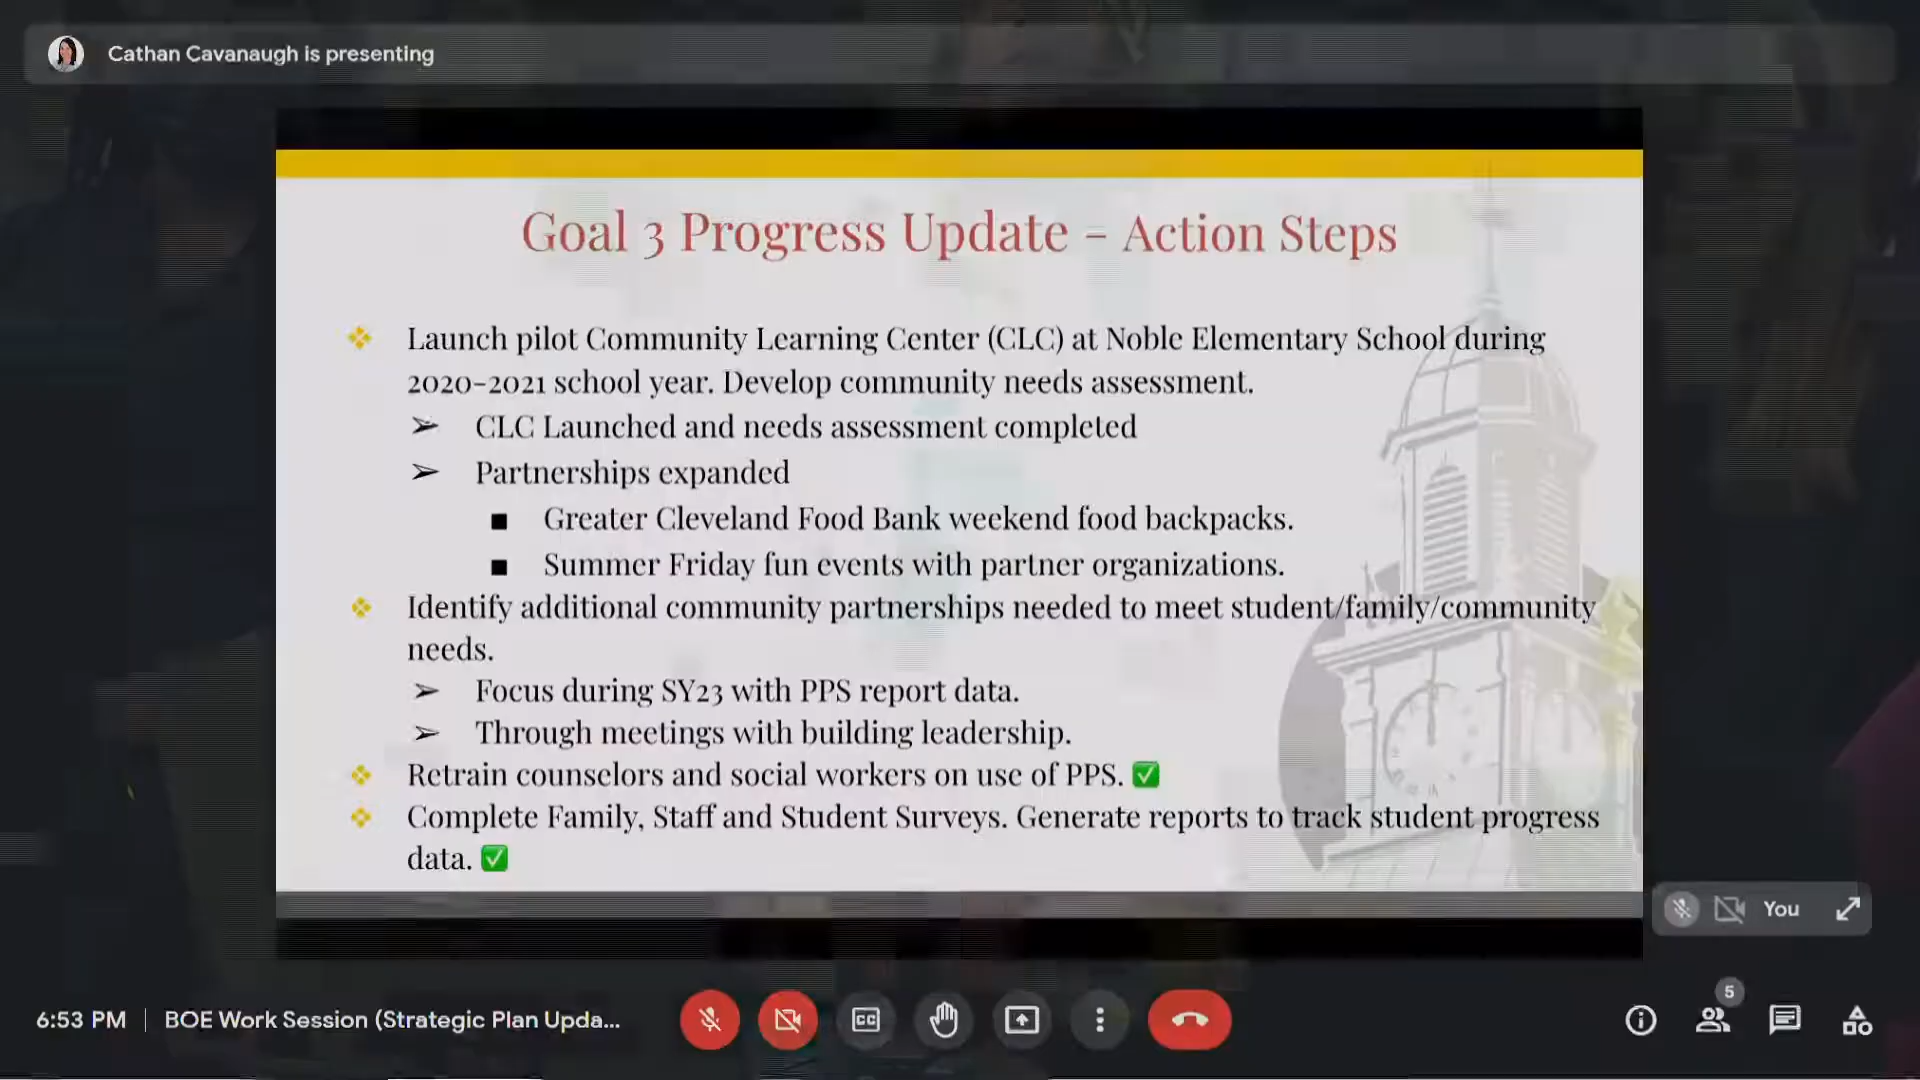 Cathan Cavanaugh is presenting
Goal 3 Progress Update - Action Steps
Launch pilot Community Learning Center (CLC) at Noble Elementary School during
2020-2021 school year. Develop community needs assessment.
CLC Launched and needs assessment completed
Partnerships expanded
Greater Cleveland Food Bank weekend food backpacks.
Summer Friday fun events with partner organizations.
Identify additional community partnerships needed to meet student/family/community
needs.
Focus during SY23 with PPS report data.
Through meetings with building leadership.
Retrain counselors and social workers on use of PPS. ✅
Complete Family, Staff and Student Surveys. Generate reports to track student progress
data. ✅
You
5
6:53 PM | BOE Work Session (Strategic Plan Upda...
CC